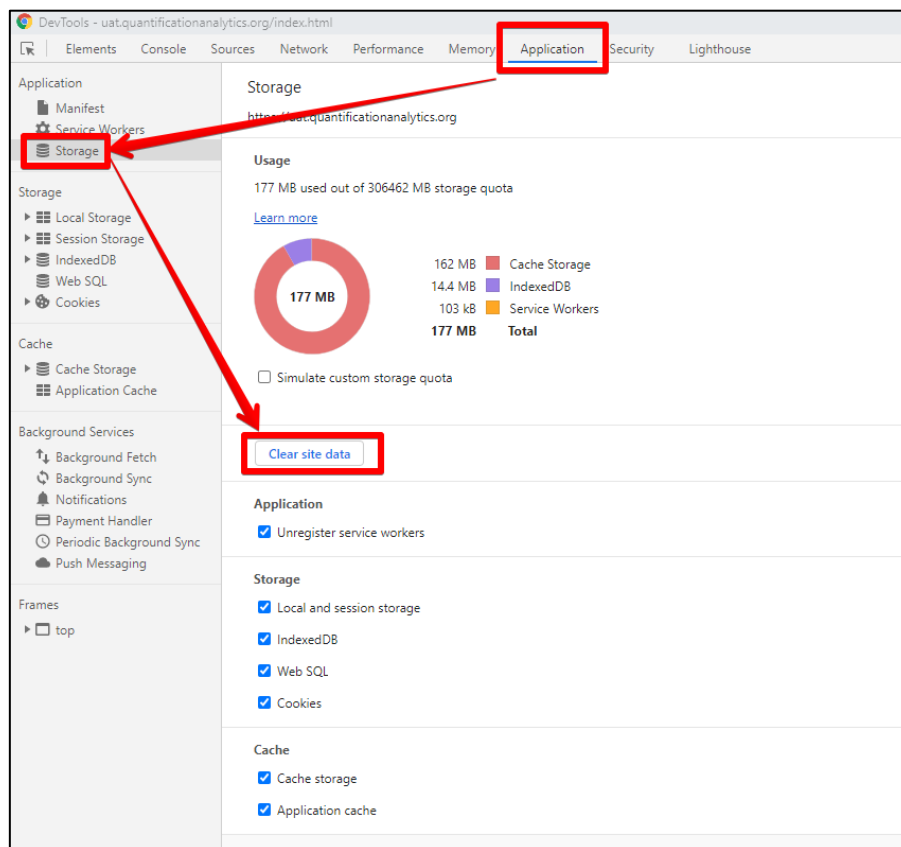 DevTools - uat.quantificationanalytics.org/index.html
Elements Console Sources Network Performance Memory Application Security Lighthouse
Application
Manifest
Service Workers
Storage
Storage
Local Storage
Session Storage
IndexedDB
Web SQL
Cookies
Cache
Cache Storage
Application Cache
Background Services
Background Fetch
Background Sync
Notifications
Payment Handler
Periodic Background Sync
Push Messaging
Frames
top
Storage
https://uat.quantificationanalytics.org
Usage
177 MB used out of 306462 MB storage quota
Learn more
177 MB
162 MB Cache Storage
14.4 MB IndexedDB
103 kB Service Workers
177 MB Total
Simulate custom storage quota
Clear site data
Application
Unregister service workers
Storage
Local and session storage
IndexedDB
Web SQL
Cookies
Cache
Cache storage
Application cache